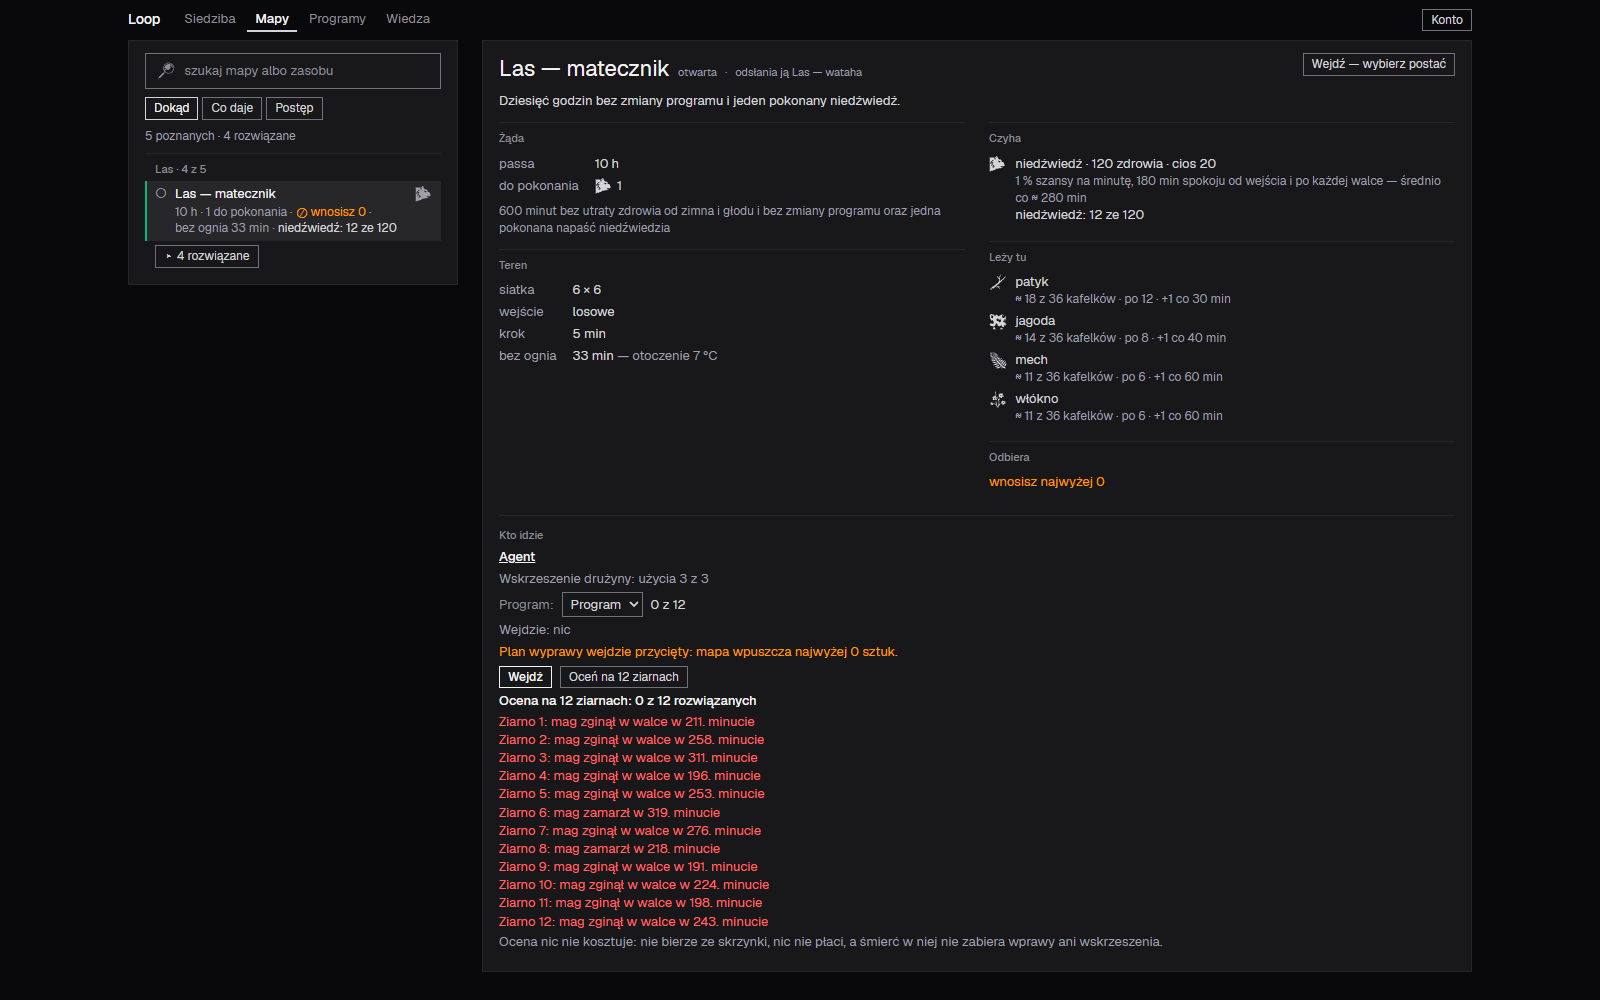 Loop Siedziba Mapy Programy Wiedza Konto
szukaj mapy albo zasobu
Dokąd Co daje Postęp
5 poznanych · 4 rozwiązane
Las · 4 z 5
Las — matecznik
10 h · 1 do pokonania · wnosisz 0 ·
bez ognia 33 min · niedźwiedź: 12 ze 120
▸ 4 rozwiązane
Las — matecznik otwarta · odsłania ją Las — wataha
Wejdź — wybierz postać
Dziesięć godzin bez zmiany programu i jeden pokonany niedźwiedź.
Żąda
passa 10 h
do pokonania 1
600 minut bez utraty zdrowia od zimna i głodu i bez zmiany programu oraz jedna
pokonana napaść niedźwiedzia
Teren
siatka 6 × 6
wejście losowe
krok 5 min
bez ognia 33 min — otoczenie 7 °C
Czyha
niedźwiedź · 120 zdrowia · cios 20
1 % szansy na minutę, 180 min spokoju od wejścia i po każdej walce — średnio
co ≈ 280 min
niedźwiedź: 12 ze 120
Leży tu
patyk
≈ 18 z 36 kafelków · po 12 · +1 co 30 min
jagoda
≈ 14 z 36 kafelków · po 8 · +1 co 40 min
mech
≈ 11 z 36 kafelków · po 6 · +1 co 60 min
włókno
≈ 11 z 36 kafelków · po 6 · +1 co 60 min
Odbiera
wnosisz najwyżej 0
Kto idzie
Agent
Wskrzeszenie drużyny: użycia 3 z 3
Program: Program 0 z 12
Wejdzie: nic
Plan wyprawy wejdzie przycięty: mapa wpuszcza najwyżej 0 sztuk.
Wejdź Oceń na 12 ziarnach
Ocena na 12 ziarnach: 0 z 12 rozwiązanych
Ziarno 1: mag zginął w walce w 211. minucie
Ziarno 2: mag zginął w walce w 258. minucie
Ziarno 3: mag zginął w walce w 311. minucie
Ziarno 4: mag zginął w walce w 196. minucie
Ziarno 5: mag zginął w walce w 253. minucie
Ziarno 6: mag zamarzł w 319. minucie
Ziarno 7: mag zginął w walce w 276. minucie
Ziarno 8: mag zamarzł w 218. minucie
Ziarno 9: mag zginął w walce w 191. minucie
Ziarno 10: mag zginął w walce w 224. minucie
Ziarno 11: mag zginął w walce w 198. minucie
Ziarno 12: mag zginął w walce w 243. minucie
Ocena nic nie kosztuje: nie bierze ze skrzynki, nic nie płaci, a śmierć w niej nie zabiera wprawy ani wskrzeszenia.